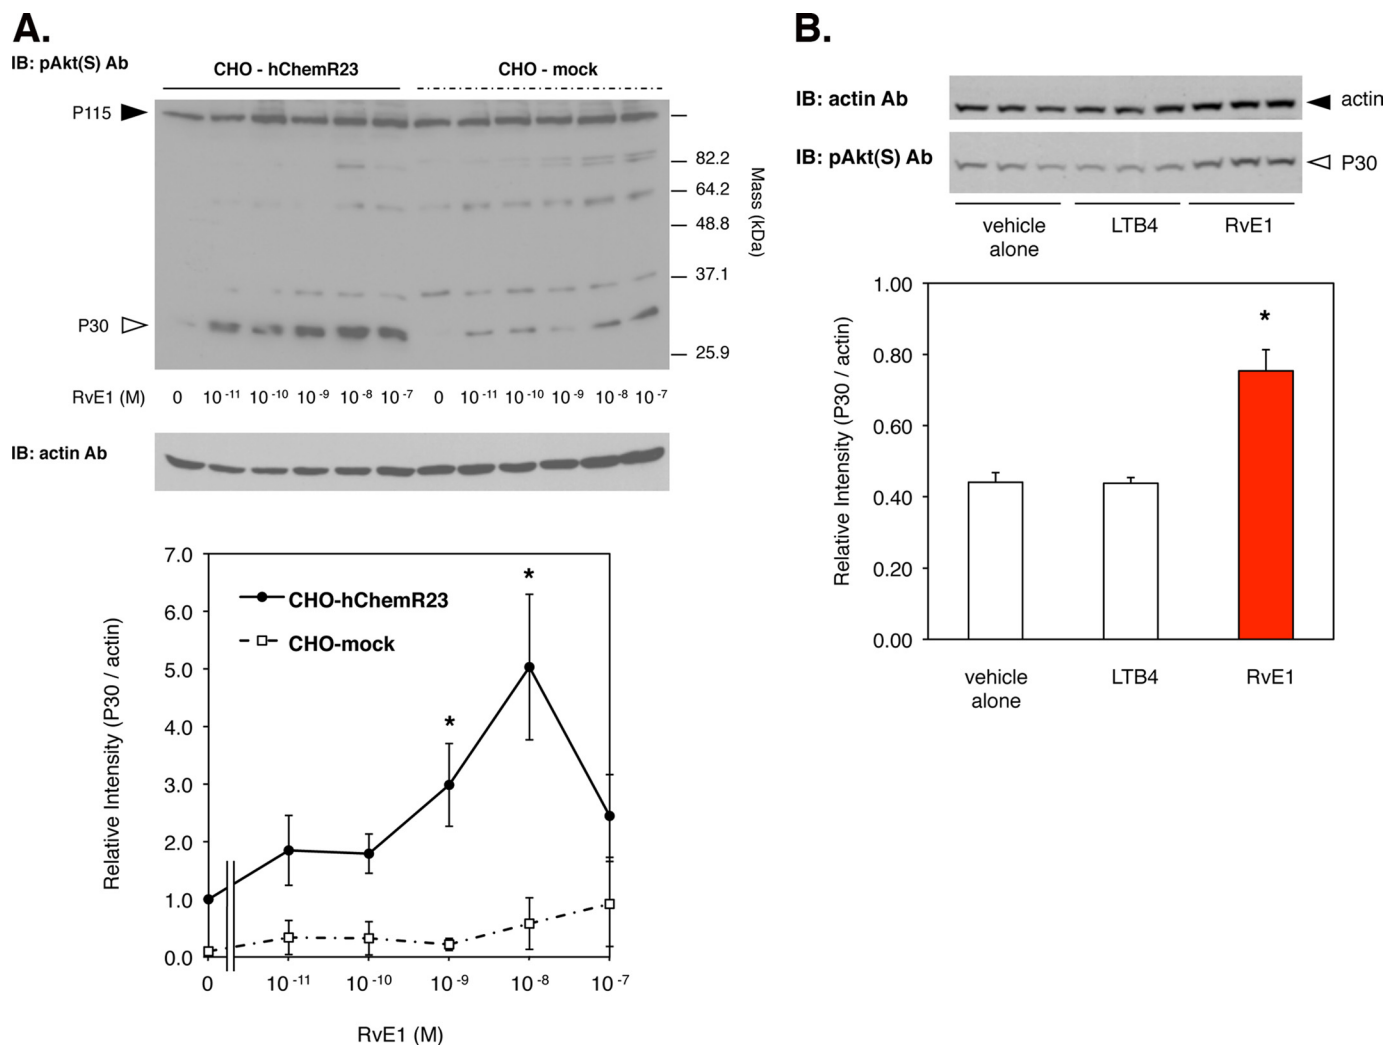 A.
IB: pAkt(S) Ab
CHO - hChemR23
CHO - mock
P115
P30
82.2
64.2
48.8
37.1
25.9
Mass (kDa)
RvE1 (M) 0 10⁻¹¹ 10⁻¹⁰ 10⁻⁹ 10⁻⁸ 10⁻⁷ 0 10⁻¹¹ 10⁻¹⁰ 10⁻⁹ 10⁻⁸ 10⁻⁷
IB: actin Ab
Relative Intensity (P30 / actin)
7.0
6.0
5.0
4.0
3.0
2.0
1.0
0.0
CHO-hChemR23
CHO-mock
*
*
0 10⁻¹¹ 10⁻¹⁰ 10⁻⁹ 10⁻⁸ 10⁻⁷
RvE1 (M)
B.
IB: actin Ab
actin
IB: pAkt(S) Ab
P30
vehicle
alone
LTB4
RvE1
Relative Intensity (P30 / actin)
1.00
0.80
0.60
0.40
0.20
0.00
*
vehicle
alone
LTB4
RvE1